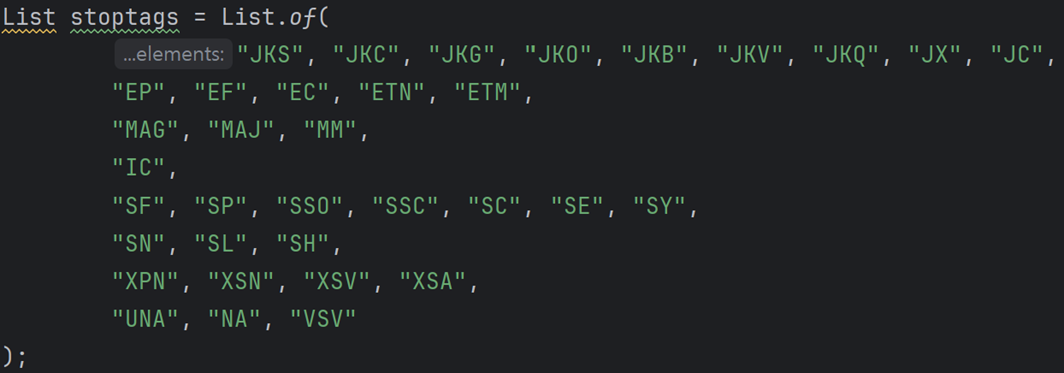 List stoptags = List.of(
...elements: "JKS", "JKC", "JKG", "JKO", "JKB", "JKV", "JKQ", "JX", "JC",
"EP", "EF", "EC", "ETN", "ETM",
"MAG", "MAJ", "MM",
"IC",
"SF", "SP", "SSO", "SSC", "SC", "SE", "SY",
"SN", "SL", "SH",
"XPN", "XSN", "XSV", "XSA",
"UNA", "NA", "VSV"
);